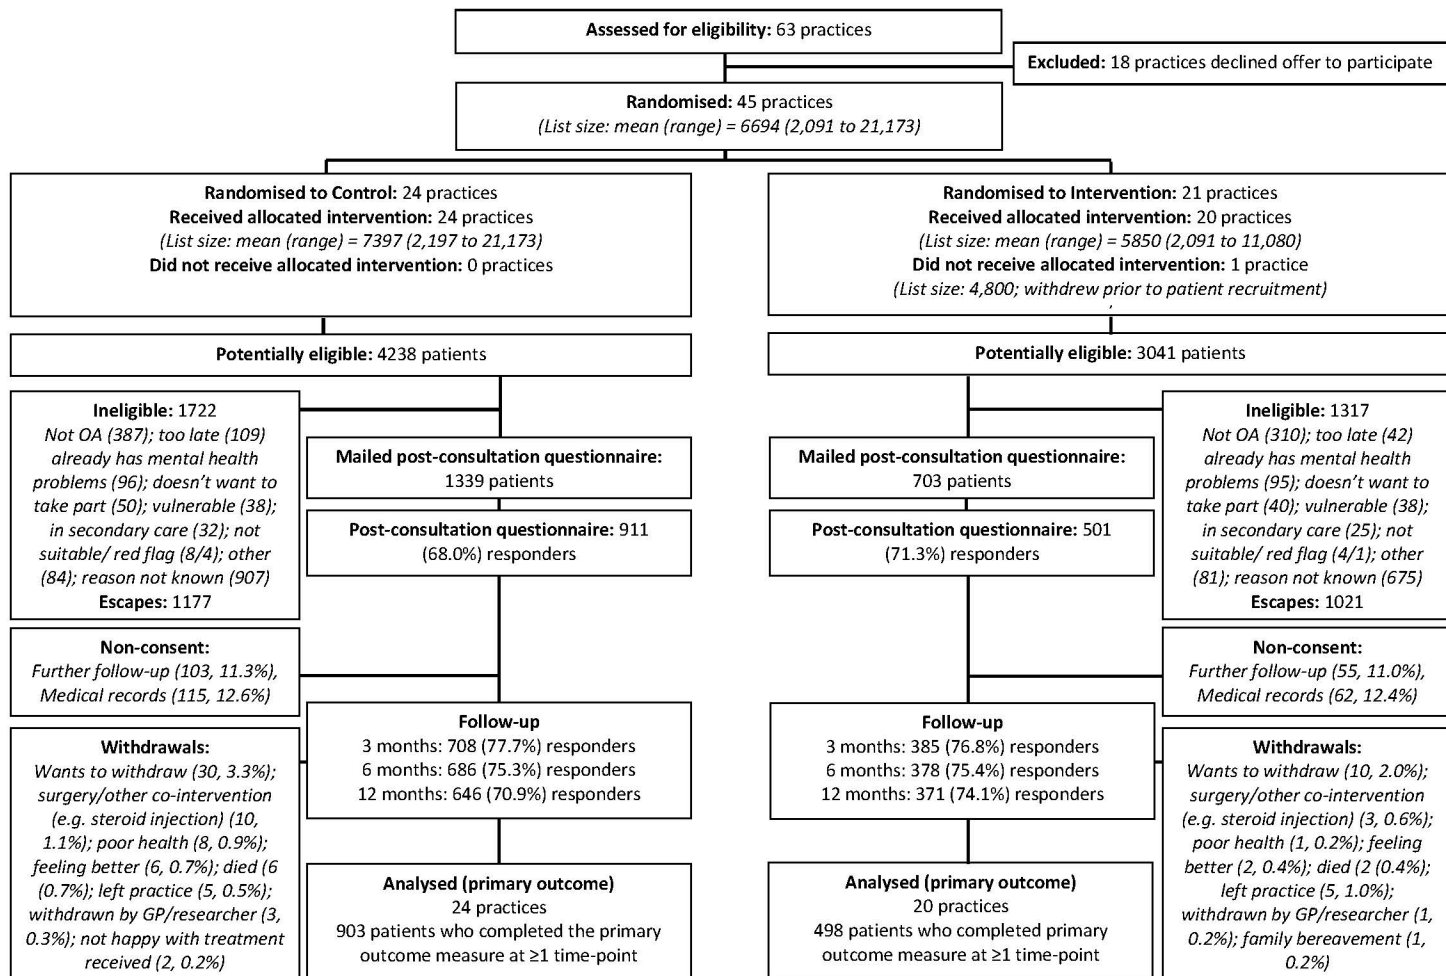 Assessed for eligibility: 63 practices
Excluded: 18 practices declined offer to participate
Randomised: 45 practices
(List size: mean (range) = 6694 (2,091 to 21,173)
Randomised to Control: 24 practices
Received allocated intervention: 24 practices
(List size: mean (range) = 7397 (2,197 to 21,173)
Did not receive allocated intervention: 0 practices
Randomised to Intervention: 21 practices
Received allocated intervention: 20 practices
(List size: mean (range) = 5850 (2,091 to 11,080)
Did not receive allocated intervention: 1 practice
(List size: 4,800; withdrew prior to patient recruitment)
,
Potentially eligible: 4238 patients
Potentially eligible: 3041 patients
Ineligible: 1722
Not OA (387); too late (109)
already has mental health
problems (96); doesn’t want to
take part (50); vulnerable (38);
in secondary care (32); not
suitable/ red flag (8/4); other
(84); reason not known (907)
Escapes: 1177
Mailed post-consultation questionnaire:
1339 patients
Post-consultation questionnaire: 911
(68.0%) responders
Mailed post-consultation questionnaire:
703 patients
Post-consultation questionnaire: 501
(71.3%) responders
Ineligible: 1317
Not OA (310); too late (42)
already has mental health
problems (95); doesn’t want to
take part (40); vulnerable (38);
in secondary care (25); not
suitable/ red flag (4/1); other
(81); reason not known (675)
Escapes: 1021
Non-consent:
Further follow-up (103, 11.3%),
Medical records (115, 12.6%)
Non-consent:
Further follow-up (55, 11.0%),
Medical records (62, 12.4%)
Withdrawals:
Wants to withdraw (30, 3.3%);
surgery/other co-intervention
(e.g. steroid injection) (10,
1.1%); poor health (8, 0.9%);
feeling better (6, 0.7%); died (6
(0.7%); left practice (5, 0.5%);
withdrawn by GP/researcher (3,
0.3%); not happy with treatment
received (2, 0.2%)
Follow-up
3 months: 708 (77.7%) responders
6 months: 686 (75.3%) responders
12 months: 646 (70.9%) responders
Follow-up
3 months: 385 (76.8%) responders
6 months: 378 (75.4%) responders
12 months: 371 (74.1%) responders
Withdrawals:
Wants to withdraw (10, 2.0%);
surgery/other co-intervention
(e.g. steroid injection) (3, 0.6%);
poor health (1, 0.2%); feeling
better (2, 0.4%); died (2 (0.4%);
left practice (5, 1.0%);
withdrawn by GP/researcher (1,
0.2%); family bereavement (1,
0.2%)
Analysed (primary outcome)
24 practices
903 patients who completed the primary
outcome measure at ≥1 time-point
Analysed (primary outcome)
20 practices
498 patients who completed primary
outcome measure at ≥1 time-point